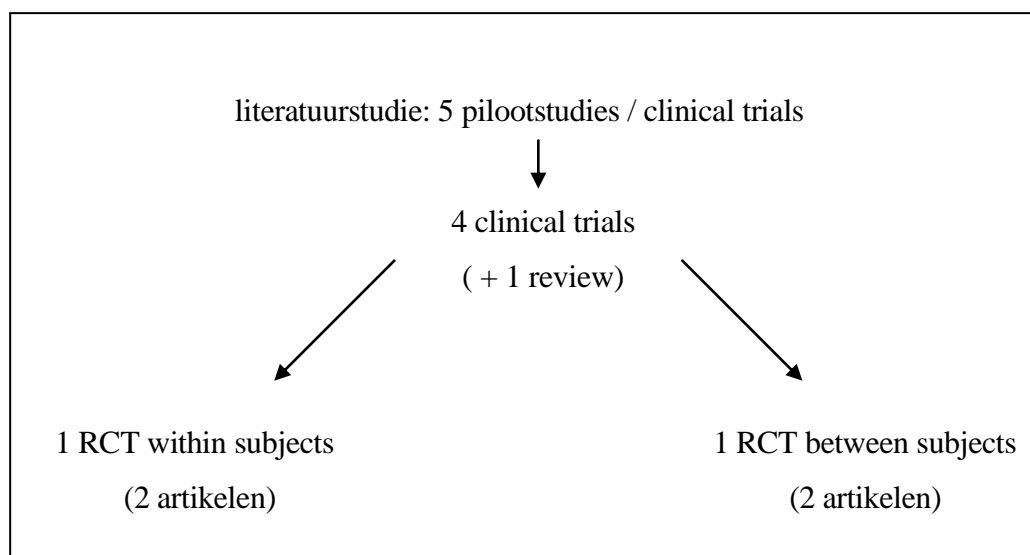 literatuurstudie: 5 pilootstudies / clinical trials
4 clinical trials
( + 1 review)
1 RCT within subjects
(2 artikelen)
1 RCT between subjects
(2 artikelen)